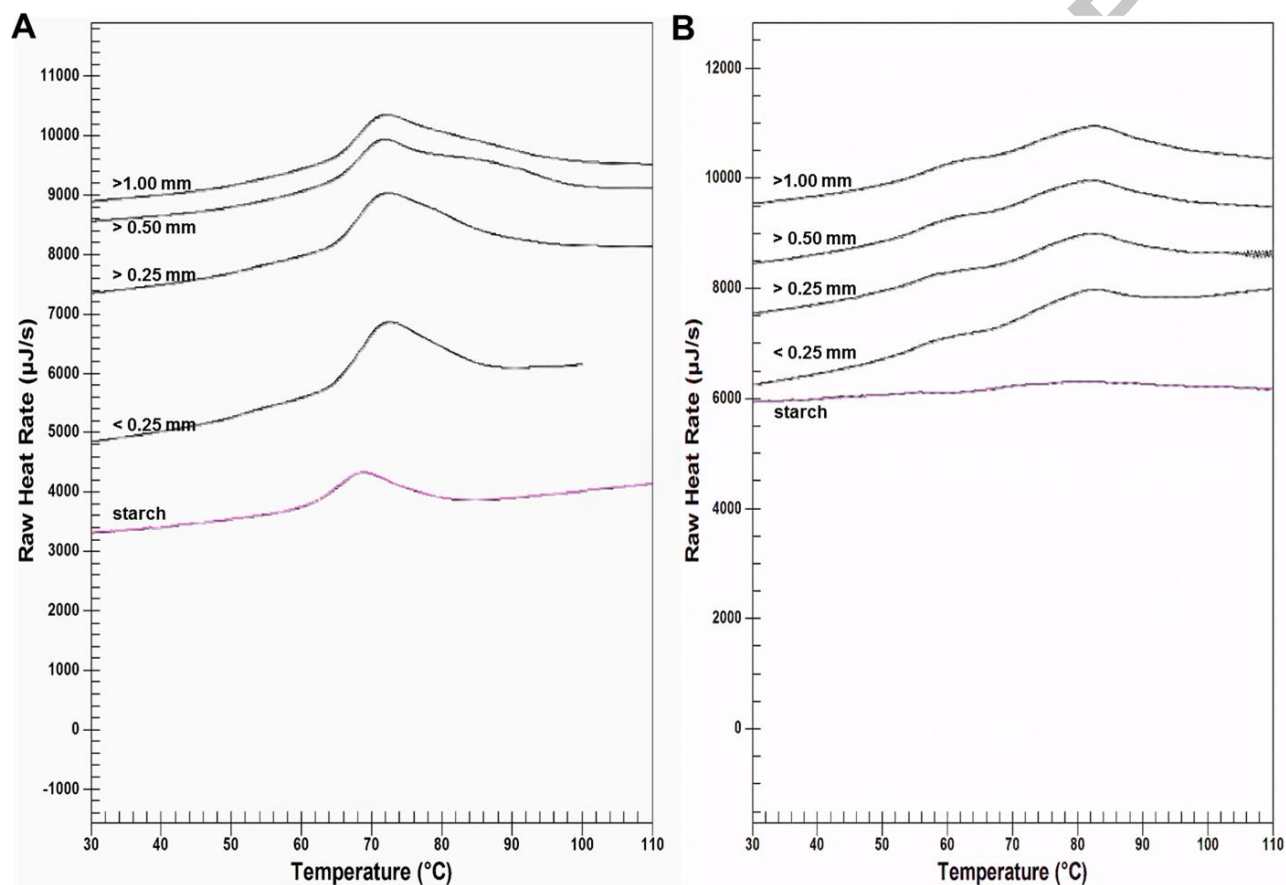 A
Raw Heat Rate (µJ/s)
11000
10000
9000
8000
7000
6000
5000
4000
3000
2000
1000
0
-1000
>1.00 mm
> 0.50 mm
> 0.25 mm
< 0.25 mm
starch
30 40 50 60 70 80 90 100 110
Temperature (°C)
B
Raw Heat Rate (µJ/s)
12000
10000
8000
6000
4000
2000
0
>1.00 mm
> 0.50 mm
> 0.25 mm
< 0.25 mm
starch
30 40 50 60 70 80 90 100 110
Temperature (°C)